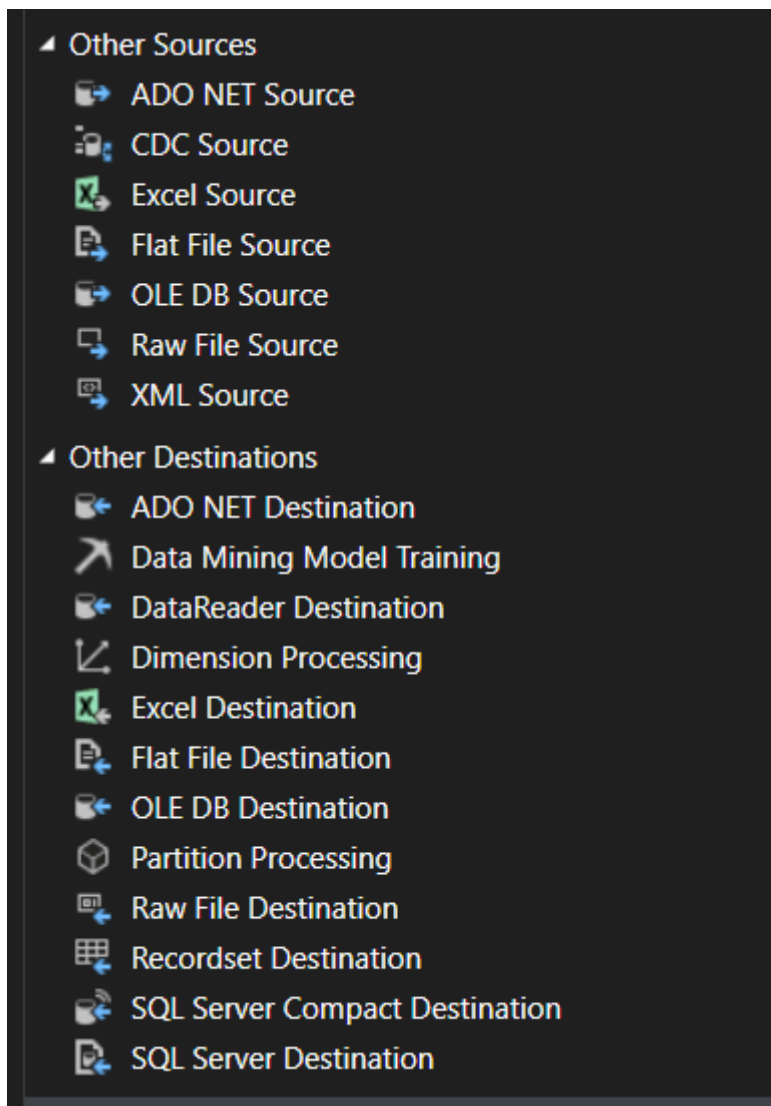 Other Sources
ADO NET Source
CDC Source
Excel Source
Flat File Source
OLE DB Source
Raw File Source
XML Source
Other Destinations
ADO NET Destination
Data Mining Model Training
DataReader Destination
Dimension Processing
Excel Destination
Flat File Destination
OLE DB Destination
Partition Processing
Raw File Destination
Recordset Destination
SQL Server Compact Destination
SQL Server Destination